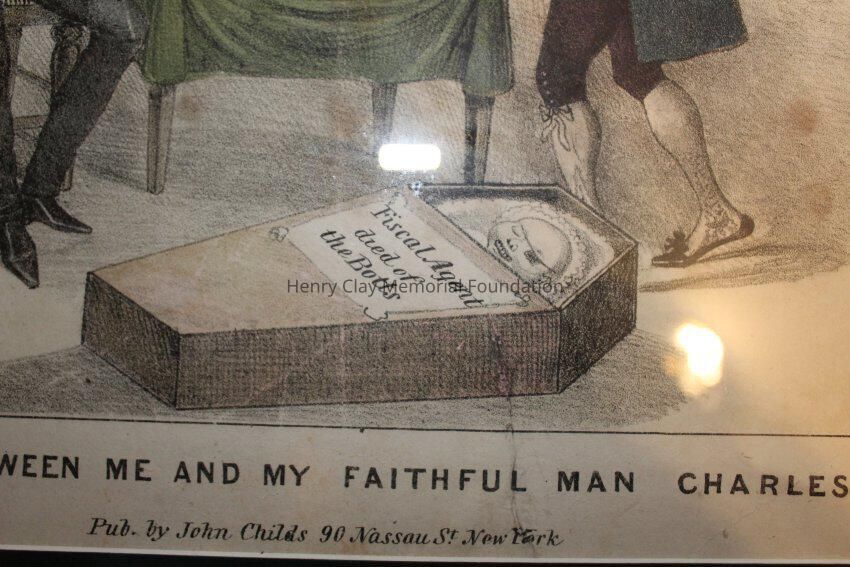 Fiscal Agent
died of
the Botts
Henry Clay Memorial Foundation
WEEN ME AND MY FAITHFUL MAN CHARLES
Pub. by John Childs 90 Nassau St. New York